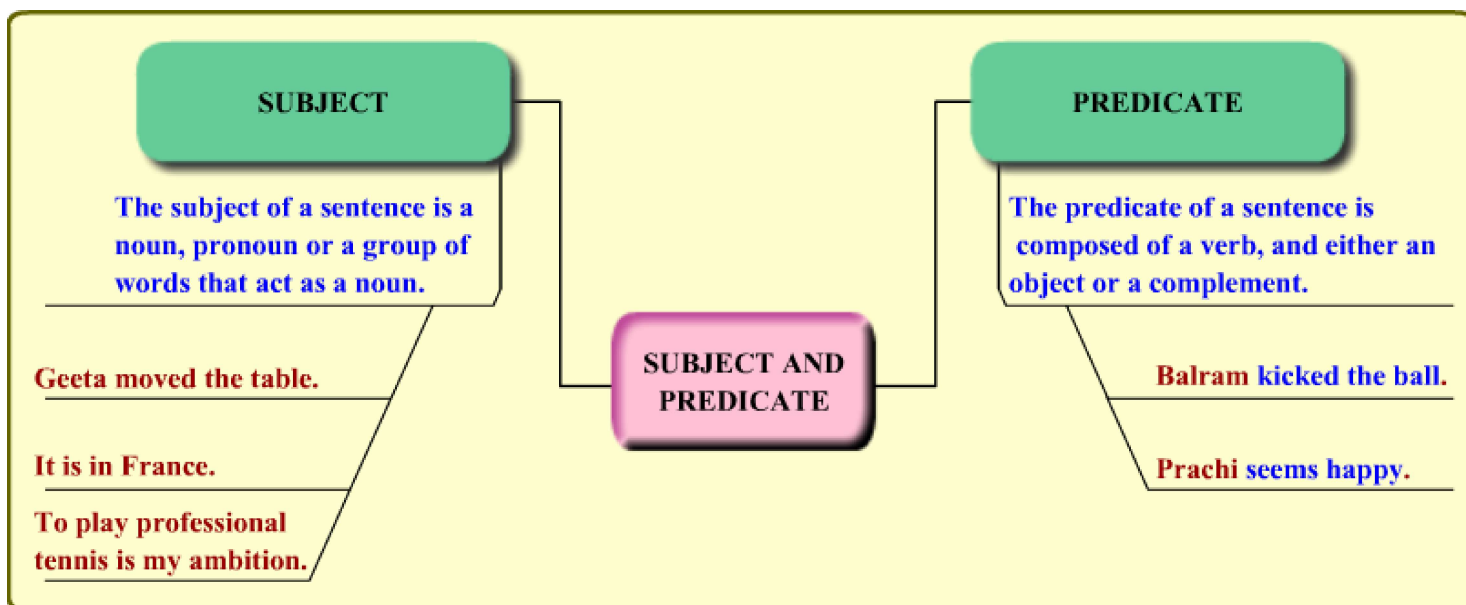 SUBJECT
The subject of a sentence is a
noun, pronoun or a group of
words that act as a noun.
Geeta moved the table.
It is in France.
To play professional
tennis is my ambition.
SUBJECT AND
PREDICATE
PREDICATE
The predicate of a sentence is
composed of a verb, and either an
object or a complement.
Balram kicked the ball.
Prachi seems happy.